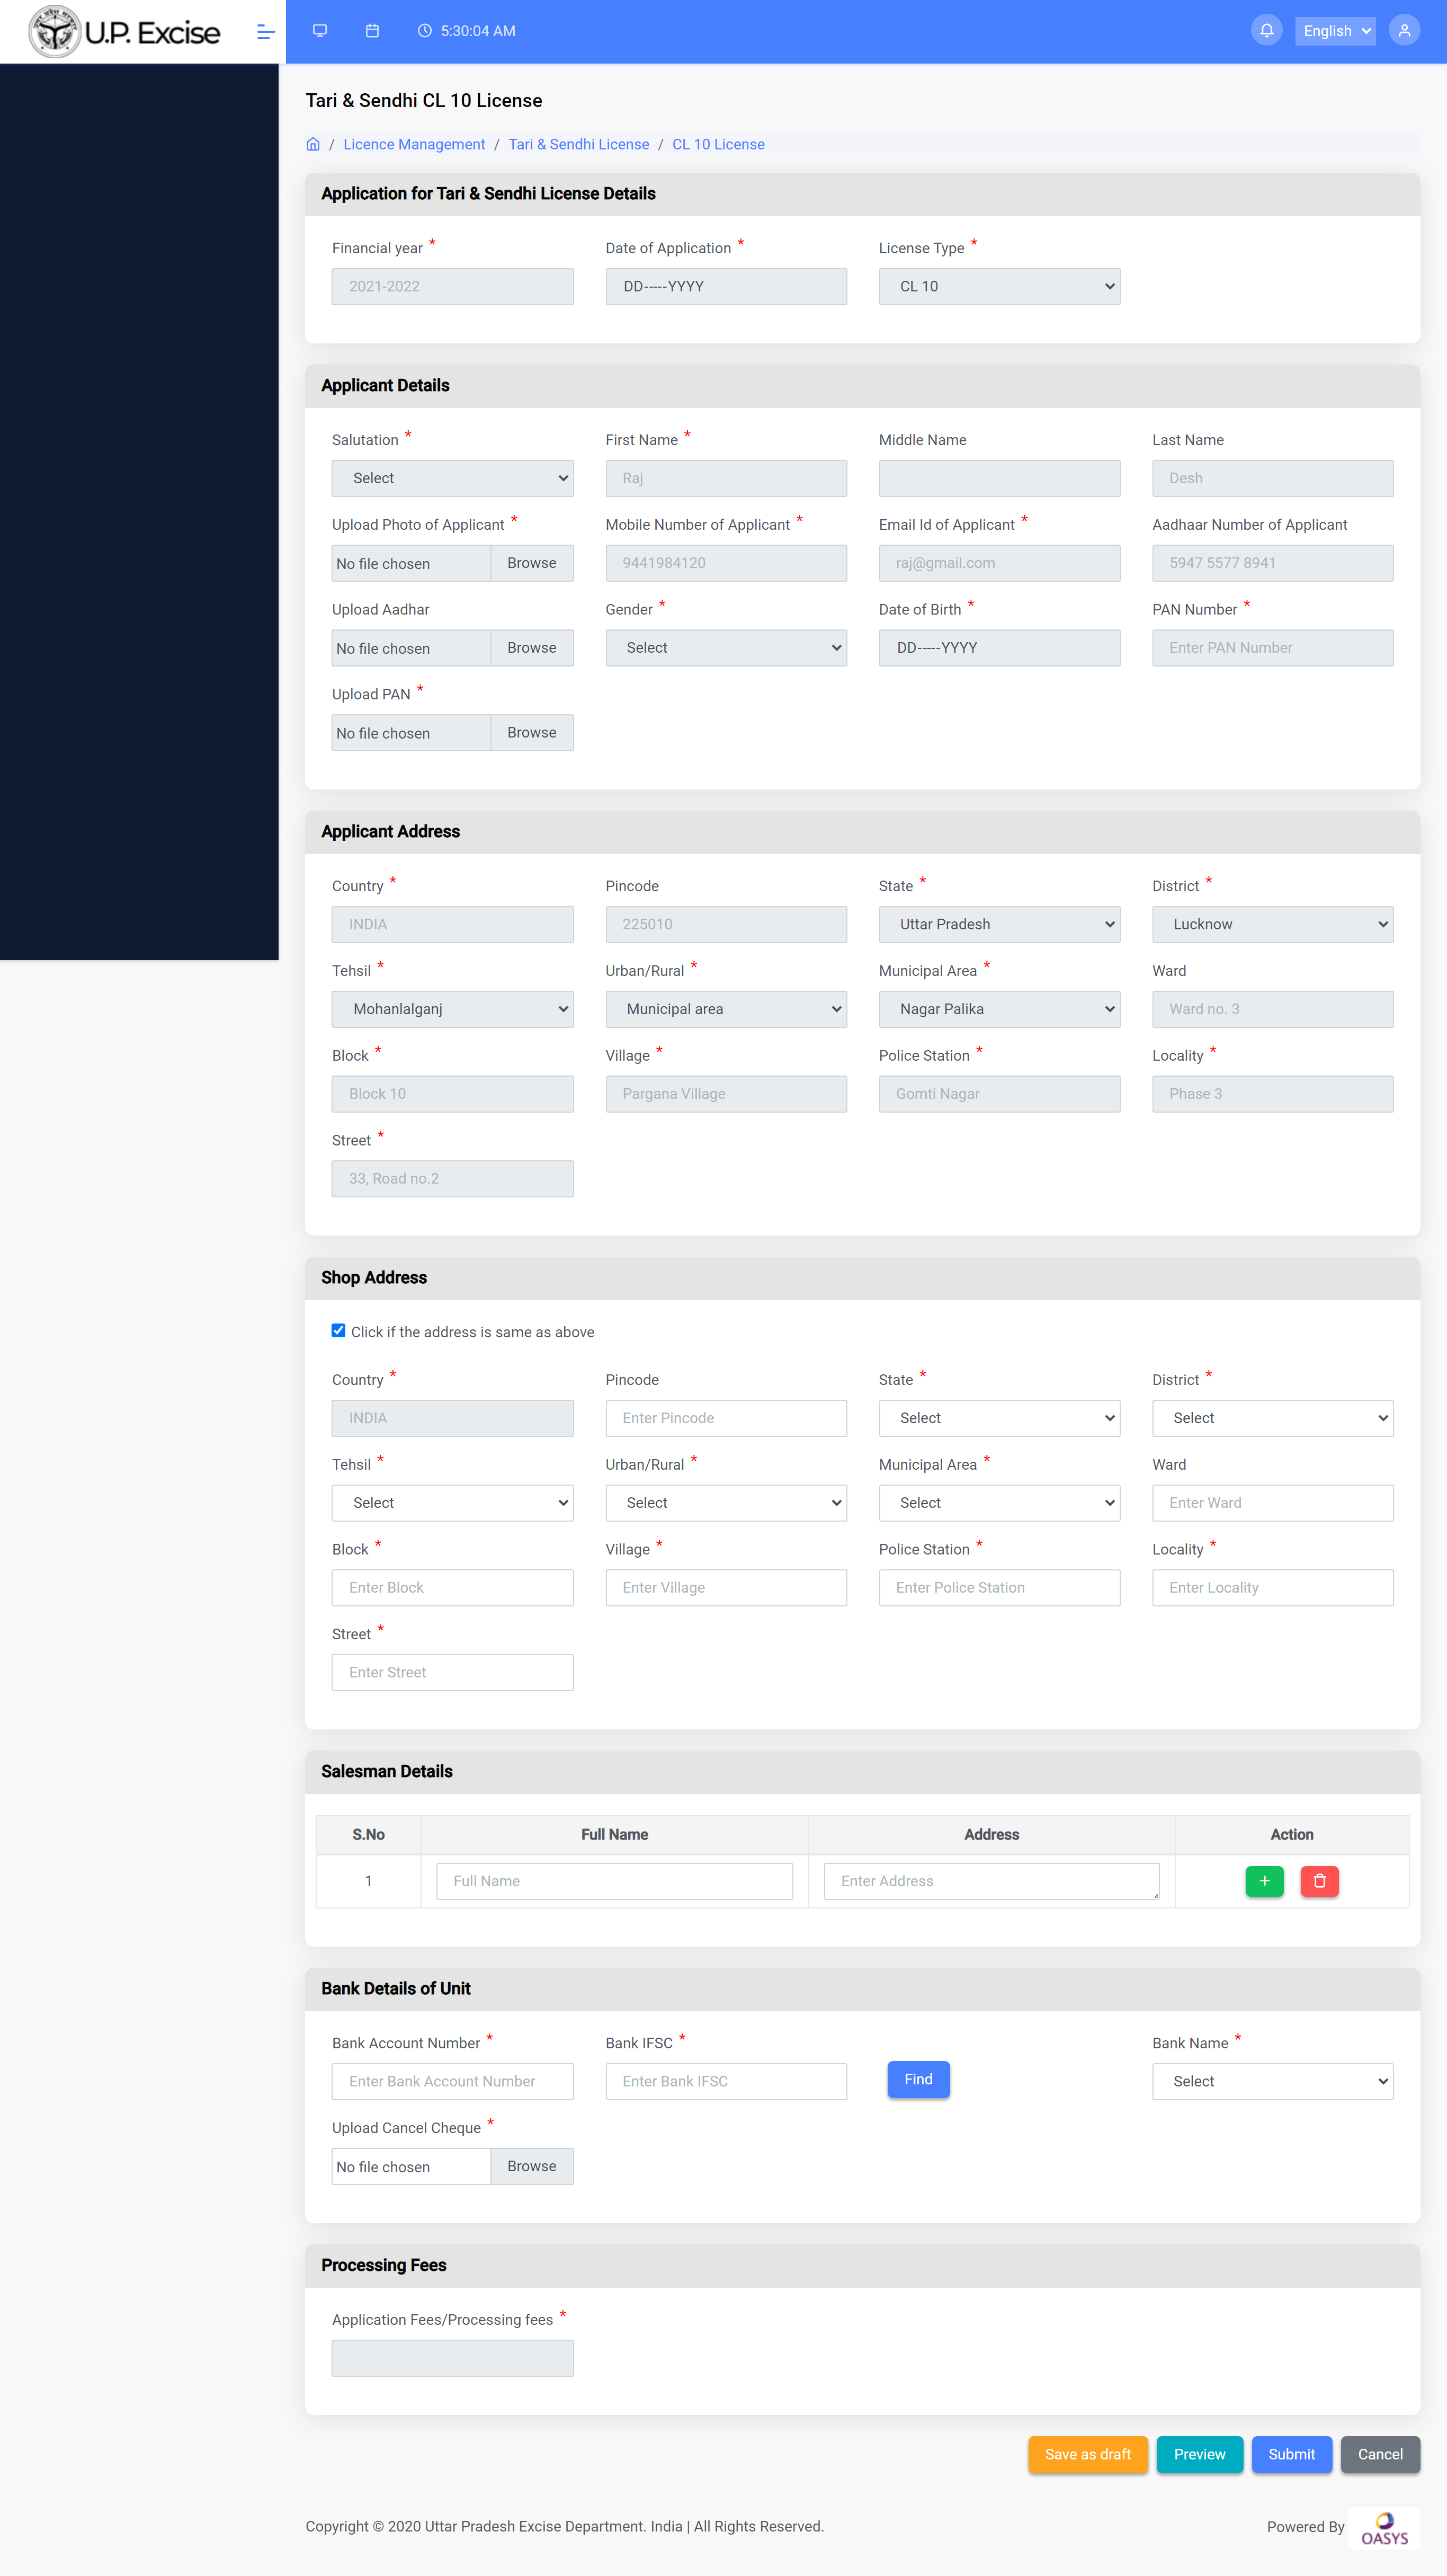 U.P. Excise
5:30:04 AM
English
Tari & Sendhi CL 10 License
/ Licence Management / Tari & Sendhi License / CL 10 License
Application for Tari & Sendhi License Details
Financial year * Date of Application * License Type *
2021-2022 DD-----YYYY CL 10
Applicant Details
Salutation * First Name * Middle Name Last Name
Select Raj Desh
Upload Photo of Applicant * Mobile Number of Applicant * Email Id of Applicant * Aadhaar Number of Applicant
No file chosen Browse 9441984120 raj@gmail.com 5947 5577 8941
Upload Aadhar Gender * Date of Birth * PAN Number *
No file chosen Browse Select DD-----YYYY Enter PAN Number
Upload PAN *
No file chosen Browse
Applicant Address
Country * Pincode State * District *
INDIA 225010 Uttar Pradesh Lucknow
Tehsil * Urban/Rural * Municipal Area * Ward
Mohanlalganj Municipal area Nagar Palika Ward no. 3
Block * Village * Police Station * Locality *
Block 10 Pargana Village Gomti Nagar Phase 3
Street *
33, Road no.2
Shop Address
Click if the address is same as above
Country * Pincode State * District *
INDIA Enter Pincode Select Select
Tehsil * Urban/Rural * Municipal Area * Ward
Select Select Select Enter Ward
Block * Village * Police Station * Locality *
Enter Block Enter Village Enter Police Station Enter Locality
Street *
Enter Street
Salesman Details
S.No Full Name Address Action
1 Full Name Enter Address +
Bank Details of Unit
Bank Account Number * Bank IFSC * Bank Name *
Enter Bank Account Number Enter Bank IFSC Find Select
Upload Cancel Cheque *
No file chosen Browse
Processing Fees
Application Fees/Processing fees *
Save as draft Preview Submit Cancel
Copyright © 2020 Uttar Pradesh Excise Department. India | All Rights Reserved. Powered By OASYS